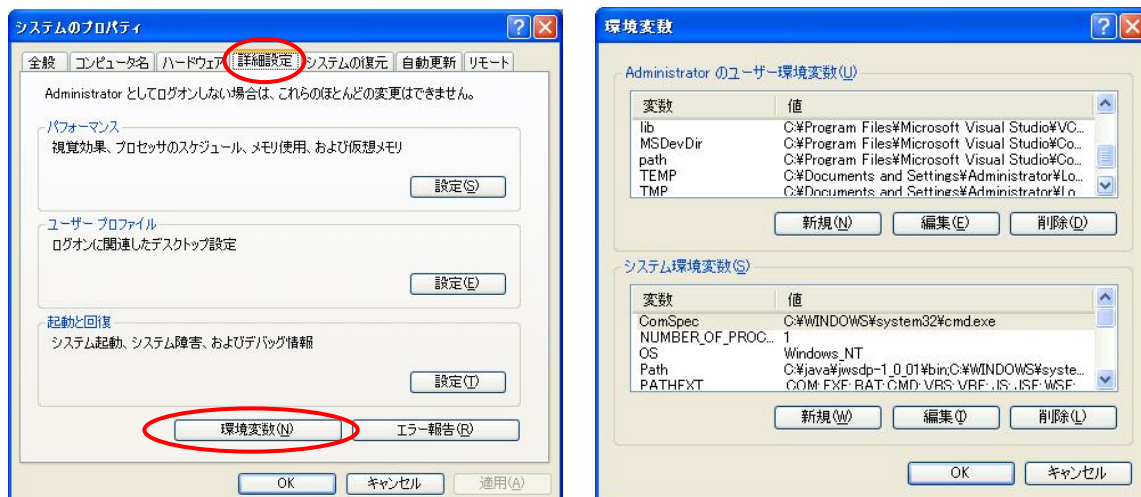 システムのプロパティ
全般 コンピュータ名 ハードウェア 詳細設定 システムの復元 自動更新 リモート
Administrator としてログオンしない場合は、これらのほとんどの変更はできません。
パフォーマンス
視覚効果、プロセッサのスケジュール、メモリ使用、および仮想メモリ
設定(S)
ユーザー プロファイル
ログオンに関連したデスクトップ設定
設定(E)
起動と回復
システム起動、システム障害、およびデバッグ情報
設定(T)
環境変数(N) エラー報告(R)
OK キャンセル 適用(A)
環境変数
Administrator のユーザー環境変数(U)
変数 値
lib C:¥Program Files¥Microsoft Visual Studio¥VC...
MSDevDir C:¥Program Files¥Microsoft Visual Studio¥Co...
path C:¥Program Files¥Microsoft Visual Studio¥Co...
TEMP C:¥Documents and Settings¥Administrator¥Lo...
TMP C:¥Documents and Settings¥Administrator¥Lo...
新規(N) 編集(E) 削除(D)
システム環境変数(S)
変数 値
ComSpec C:¥WINDOWS¥system32¥cmd.exe
NUMBER_OF_PROC... 1
OS Windows_NT
Path C:¥java¥jwsdp-1_0_01¥bin;C:¥WINDOWS¥syste...
PATHEXT .COM;.EXE;.BAT;.CMD;.VBS;.VBE;.JS;.JSE;.WSF;
新規(W) 編集(I) 削除(L)
OK キャンセル